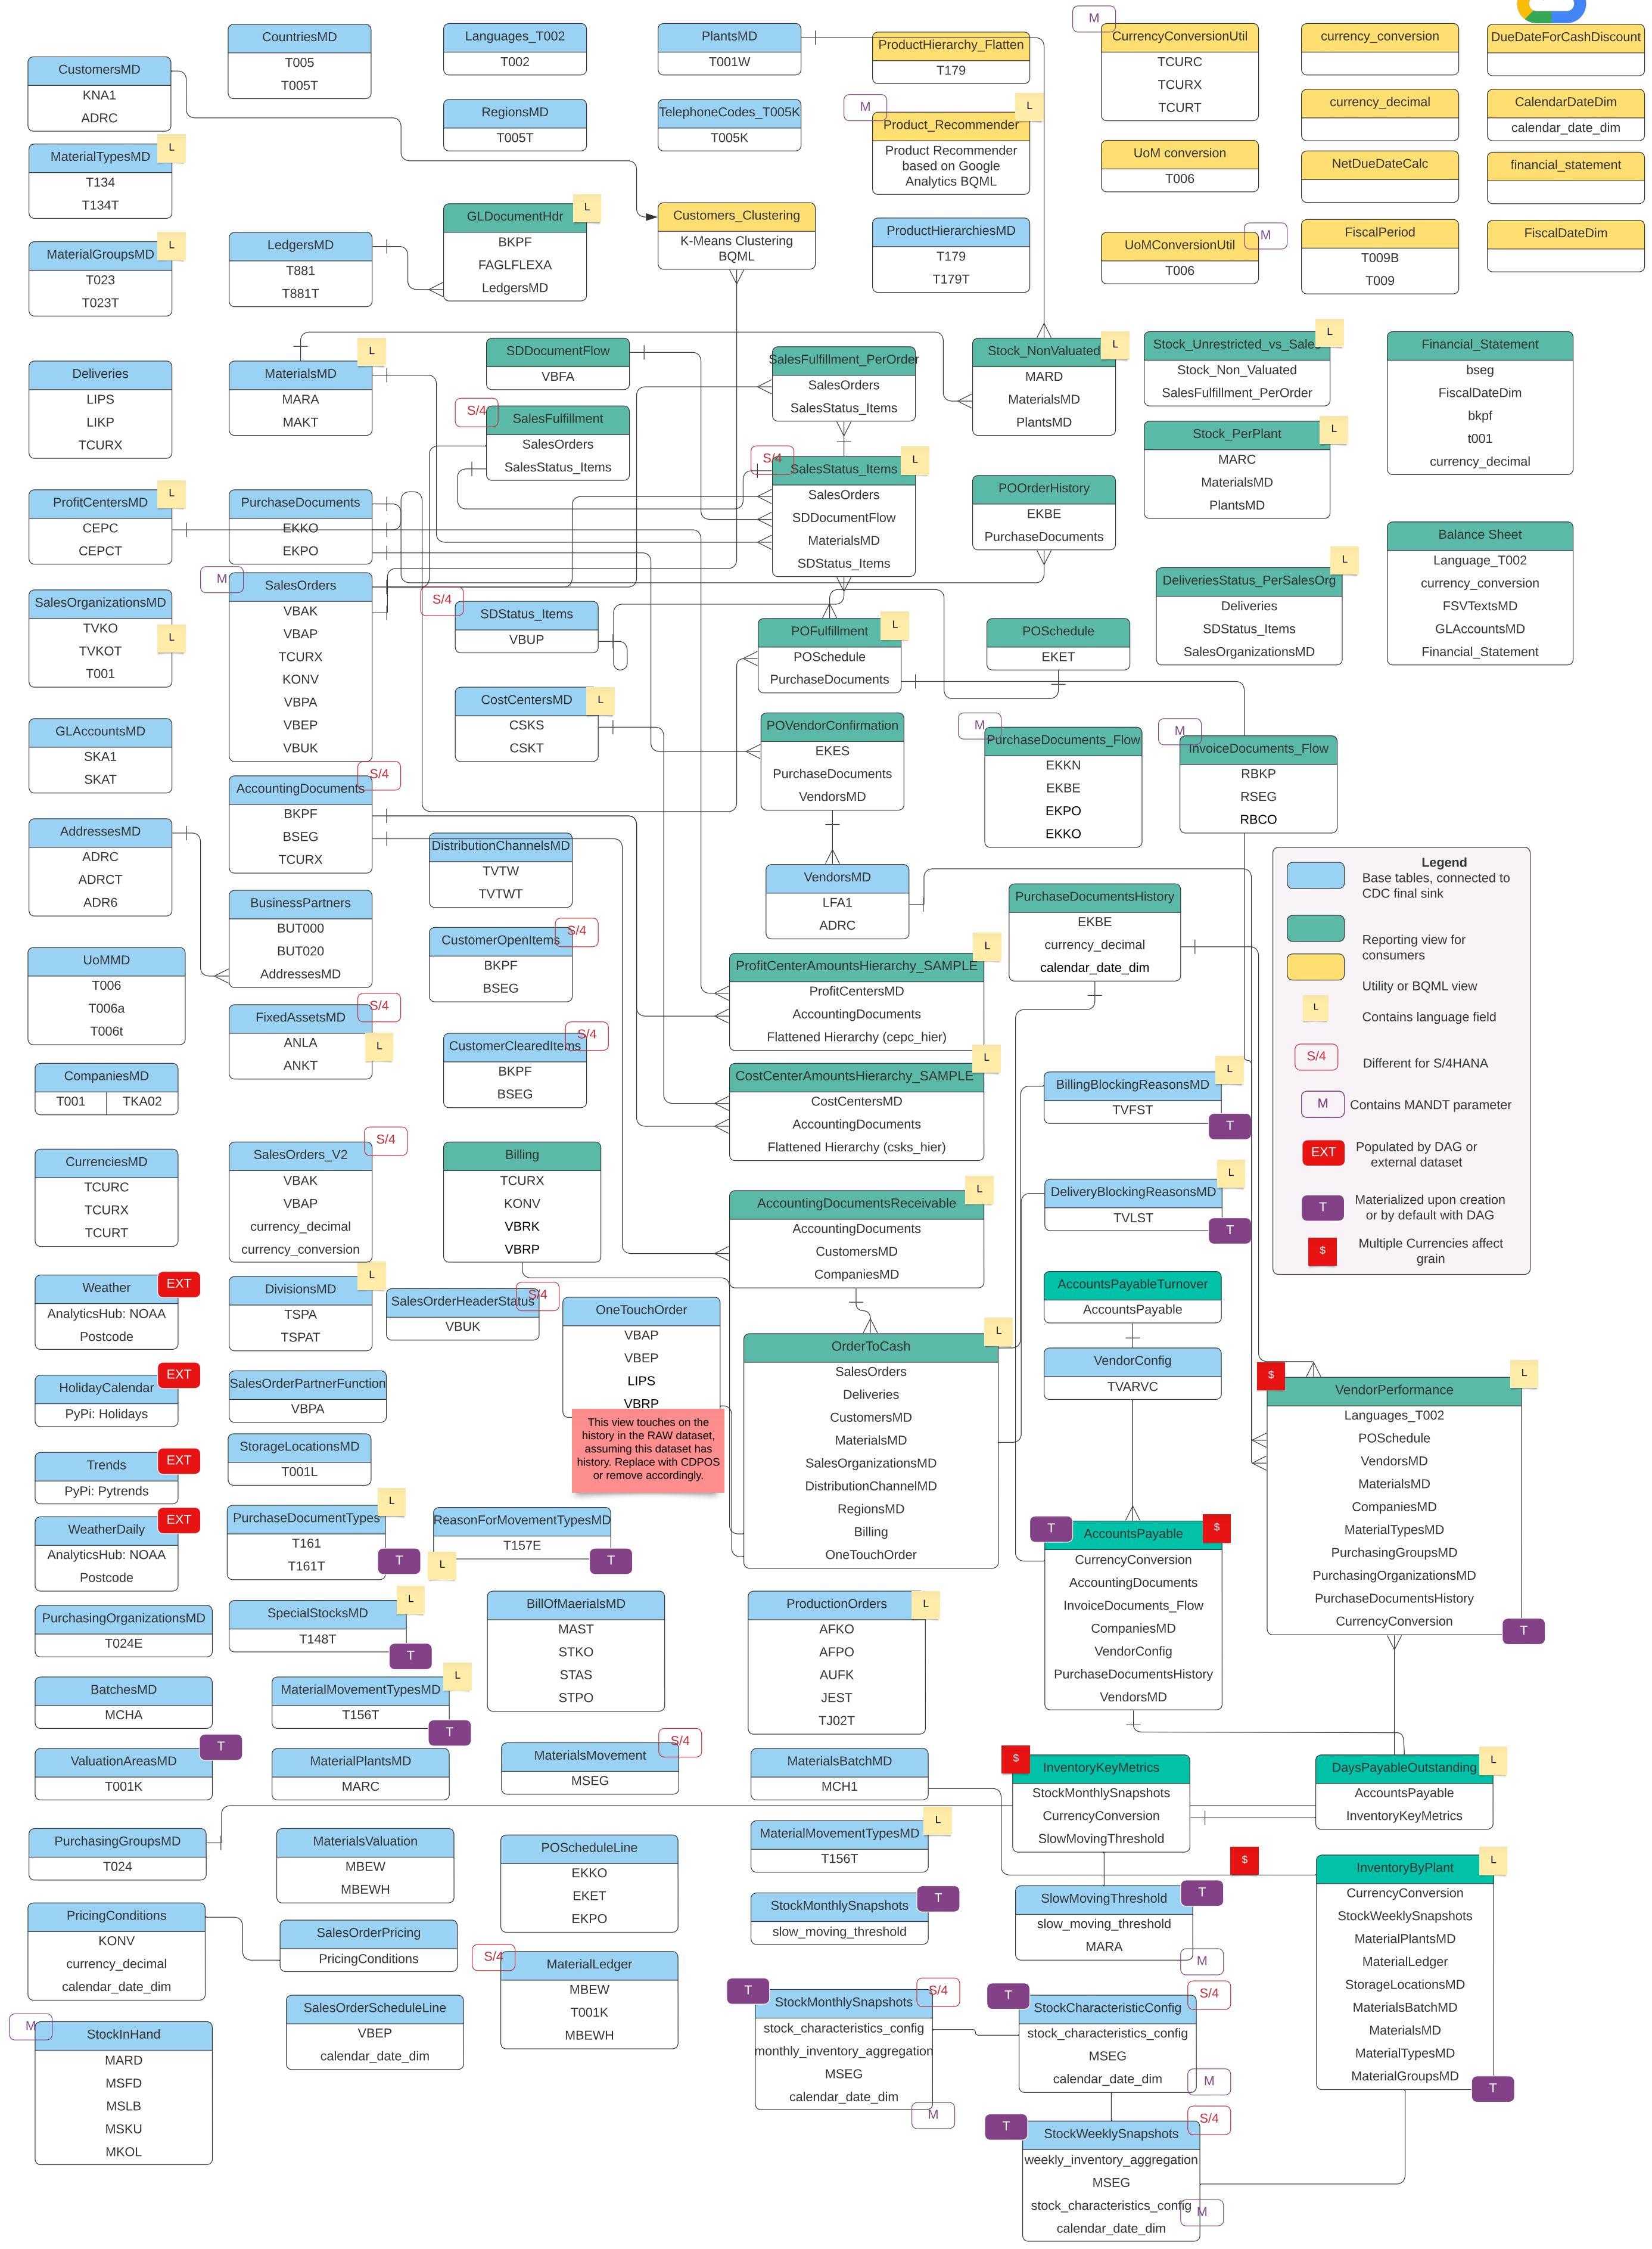 CustomersMD
KNA1
ADRC
CountriesMD
T005
T005T
Languages_T002
T002
PlantsMD
T001W
ProductHierarchy_Flatten
T179
M
CurrencyConversionUtil
TCURC
TCURX
TCURT
currency_conversion
DueDateForCashDiscount
RegionsMD
T005T
TelephoneCodes_T005K
T005K
M
L
Product_Recommender
Product Recommender
based on Google
Analytics BQML
currency_decimal
CalendarDateDim
calendar_date_dim
L
MaterialTypesMD
T134
T134T
UoM conversion
T006
NetDueDateCalc
financial_statement
L
MaterialGroupsMD
T023
T023T
LedgersMD
T881
T881T
L
GLDocumentHdr
BKPF
FAGLFLEXA
LedgersMD
Customers_Clustering
K-Means Clustering
BQML
ProductHierarchiesMD
T179
T179T
M
UoMConversionUtil
T006
FiscalPeriod
T009B
T009
FiscalDateDim
Deliveries
LIPS
LIKP
TCURX
L
MaterialsMD
MARA
MAKT
SDDocumentFlow
VBFA
SalesFulfillment_PerOrder
SalesOrders
SalesStatus_Items
L
Stock_NonValuated
MARD
MaterialsMD
PlantsMD
L
Stock_Unrestricted_vs_Sales
Stock_Non_Valuated
SalesFulfillment_PerOrder
Financial_Statement
bseg
FiscalDateDim
bkpf
t001
currency_decimal
S/4
SalesFulfillment
SalesOrders
SalesStatus_Items
L
Stock_PerPlant
MARC
MaterialsMD
PlantsMD
S/4
L
SalesStatus_Items
SalesOrders
SDDocumentFlow
MaterialsMD
SDStatus_Items
POOrderHistory
EKBE
PurchaseDocuments
L
ProfitCentersMD
CEPC
CEPCT
PurchaseDocuments
EKKO
EKPO
Balance Sheet
Language_T002
currency_conversion
FSVTextsMD
GLAccountsMD
Financial_Statement
L
DeliveriesStatus_PerSalesOrg
Deliveries
SDStatus_Items
SalesOrganizationsMD
SalesOrganizationsMD
TVKO
TVKOT
T001
L
M
SalesOrders
VBAK
VBAP
TCURX
KONV
VBPA
VBEP
VBUK
S/4
SDStatus_Items
VBUP
L
POFulfillment
POSchedule
PurchaseDocuments
POSchedule
EKET
L
CostCentersMD
CSKS
CSKT
GLAccountsMD
SKA1
SKAT
POVendorConfirmation
EKES
PurchaseDocuments
VendorsMD
M
PurchaseDocuments_Flow
EKKN
EKBE
EKPO
EKKO
M
InvoiceDocuments_Flow
RBKP
RSEG
RBCO
S/4
AccountingDocuments
BKPF
BSEG
TCURX
AddressesMD
ADRC
ADRCT
ADR6
DistributionChannelsMD
TVTW
TVTWT
VendorsMD
LFA1
ADRC
PurchaseDocumentsHistory
EKBE
currency_decimal
calendar_date_dim
Legend
Base tables, connected to
CDC final sink
Reporting view for
consumers
Utility or BQML view
L
Contains language field
S/4
Different for S/4HANA
M
Contains MANDT parameter
EXT
Populated by DAG or
external dataset
T
Materialized upon creation
or by default with DAG
$
Multiple Currencies affect
grain
BusinessPartners
BUT000
BUT020
AddressesMD
S/4
CustomerOpenItems
BKPF
BSEG
UoMMD
T006
T006a
T006t
L
ProfitCenterAmountsHierarchy_SAMPLE
ProfitCentersMD
AccountingDocuments
Flattened Hierarchy (cepc_hier)
S/4
FixedAssetsMD
ANLA
ANKT
L
S/4
CustomerClearedItems
BKPF
BSEG
CompaniesMD
T001
TKA02
L
CostCenterAmountsHierarchy_SAMPLE
CostCentersMD
AccountingDocuments
Flattened Hierarchy (csks_hier)
L
BillingBlockingReasonsMD
TVFST
T
CurrenciesMD
TCURC
TCURX
TCURT
S/4
SalesOrders_V2
VBAK
VBAP
currency_decimal
currency_conversion
Billing
TCURX
KONV
VBRK
VBRP
L
AccountingDocumentsReceivable
AccountingDocuments
CustomersMD
CompaniesMD
L
DeliveryBlockingReasonsMD
TVLST
T
EXT
Weather
AnalyticsHub: NOAA
Postcode
L
DivisionsMD
TSPA
TSPAT
S/4
SalesOrderHeaderStatus
VBUK
OneTouchOrder
VBAP
VBEP
LIPS
VBRP
This view touches on the
history in the RAW dataset,
assuming this dataset has
history. Replace with CDPOS
or remove accordingly.
L
OrderToCash
SalesOrders
Deliveries
CustomersMD
MaterialsMD
SalesOrganizationsMD
DistributionChannelMD
RegionsMD
Billing
OneTouchOrder
AccountsPayableTurnover
AccountsPayable
VendorConfig
TVARVC
$
L
VendorPerformance
Languages_T002
POSchedule
VendorsMD
MaterialsMD
CompaniesMD
MaterialTypesMD
PurchasingGroupsMD
PurchasingOrganizationsMD
PurchaseDocumentsHistory
CurrencyConversion
T
EXT
HolidayCalendar
PyPi: Holidays
SalesOrderPartnerFunction
VBPA
EXT
Trends
PyPi: Pytrends
StorageLocationsMD
T001L
EXT
WeatherDaily
AnalyticsHub: NOAA
Postcode
L
PurchaseDocumentTypes
T161
T161T
T
ReasonForMovementTypesMD
T157E
L
T
T
$
AccountsPayable
CurrencyConversion
AccountingDocuments
InvoiceDocuments_Flow
CompaniesMD
VendorConfig
PurchaseDocumentsHistory
VendorsMD
PurchasingOrganizationsMD
T024E
L
SpecialStocksMD
T148T
T
BillOfMaerialsMD
MAST
STKO
STAS
STPO
L
ProductionOrders
AFKO
AFPO
AUFK
JEST
TJ02T
BatchesMD
MCHA
L
MaterialMovementTypesMD
T156T
T
T
ValuationAreasMD
T001K
MaterialPlantsMD
MARC
S/4
MaterialsMovement
MSEG
MaterialsBatchMD
MCH1
$
InventoryKeyMetrics
StockMonthlySnapshots
CurrencyConversion
SlowMovingThreshold
L
DaysPayableOutstanding
AccountsPayable
InventoryKeyMetrics
PurchasingGroupsMD
T024
MaterialsValuation
MBEW
MBEWH
POScheduleLine
EKKO
EKET
EKPO
L
MaterialMovementTypesMD
T156T
$
L
InventoryByPlant
CurrencyConversion
StockWeeklySnapshots
MaterialPlantsMD
MaterialLedger
StorageLocationsMD
MaterialsBatchMD
MaterialsMD
MaterialTypesMD
MaterialGroupsMD
T
T
StockMonthlySnapshots
slow_moving_threshold
T
SlowMovingThreshold
slow_moving_threshold
MARA
M
PricingConditions
KONV
currency_decimal
calendar_date_dim
SalesOrderPricing
PricingConditions
S/4
MaterialLedger
MBEW
T001K
MBEWH
SalesOrderScheduleLine
VBEP
calendar_date_dim
T
S/4
StockMonthlySnapshots
stock_characteristics_config
monthly_inventory_aggregation
MSEG
calendar_date_dim
M
T
S/4
StockCharacteristicConfig
stock_characteristics_config
MSEG
calendar_date_dim
M
M
StockInHand
MARD
MSFD
MSLB
MSKU
MKOL
T
S/4
StockWeeklySnapshots
weekly_inventory_aggregation
MSEG
stock_characteristics_config
calendar_date_dim
M